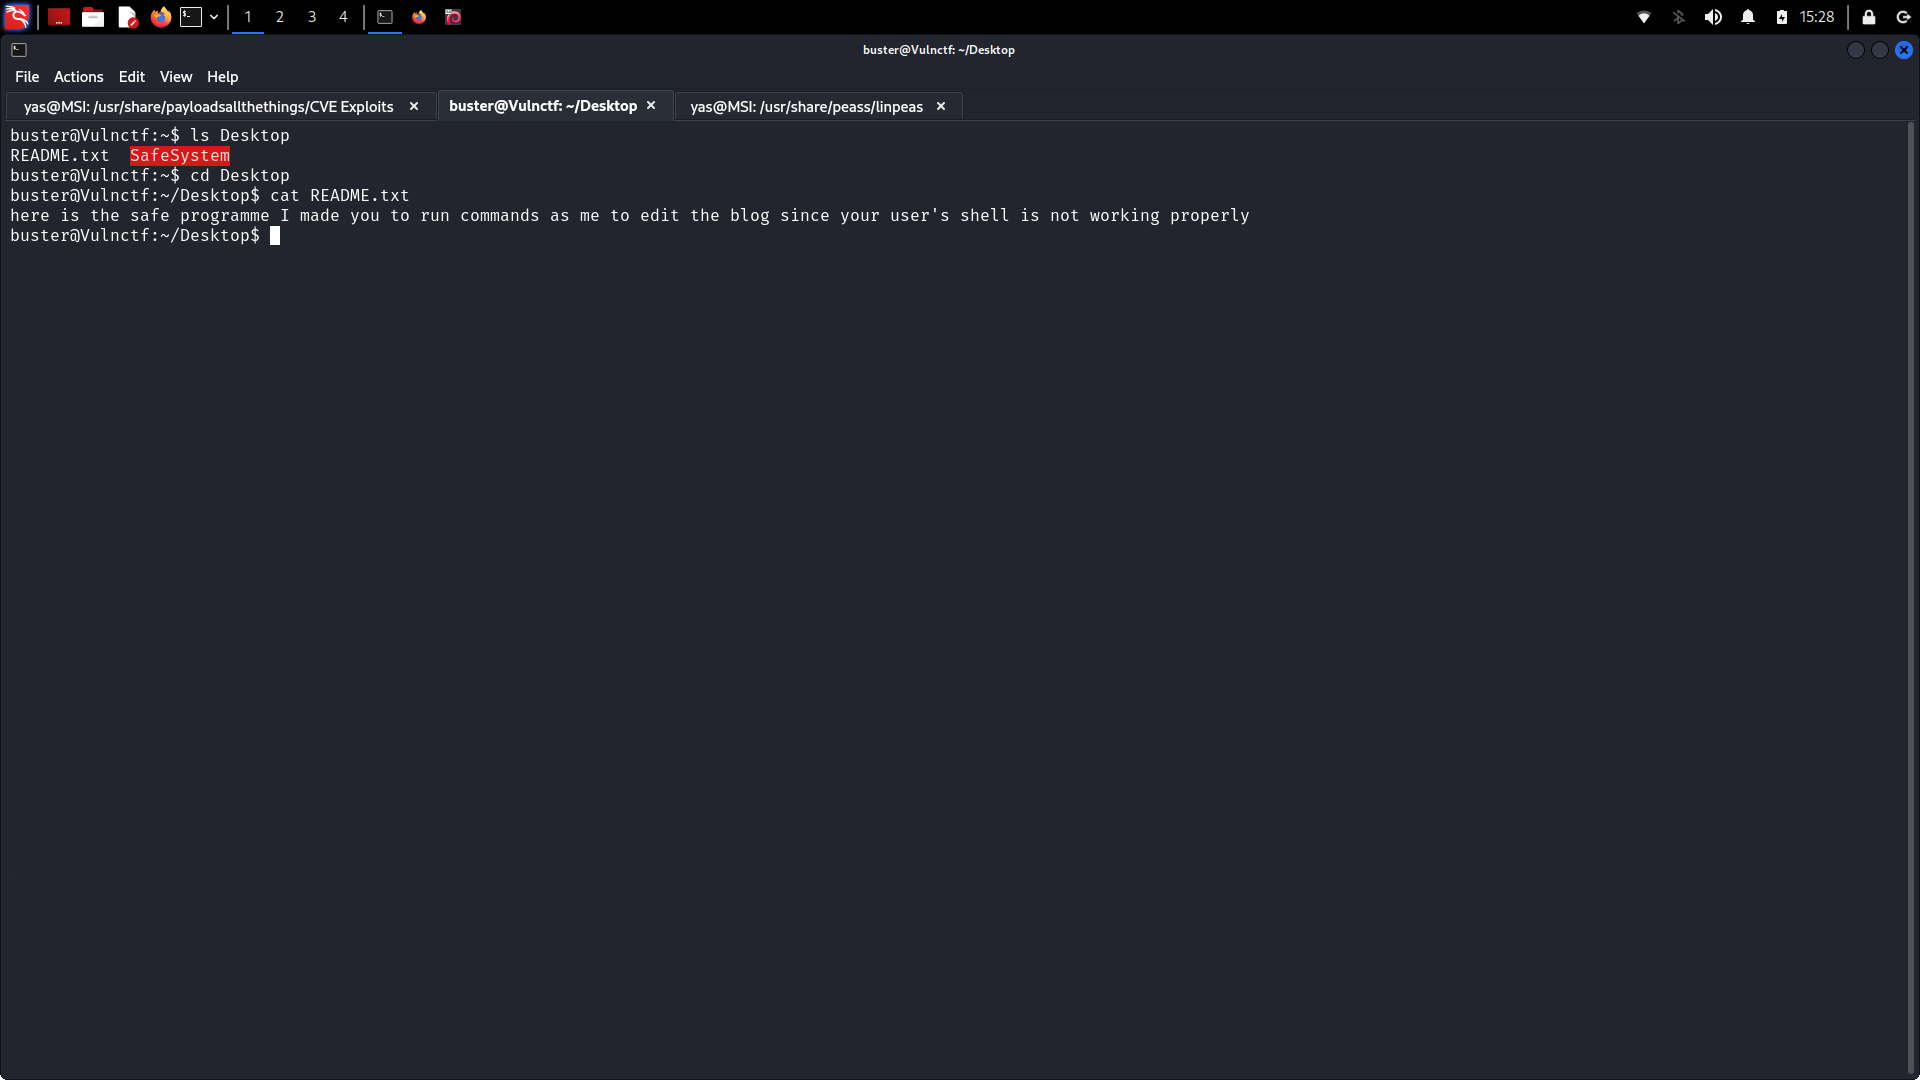 1 2 3 4 15:28
buster@Vulnctf: ~/Desktop
File Actions Edit View Help
yas@MSI: /usr/share/payloadsallthethings/CVE Exploits buster@Vulnctf: ~/Desktop yas@MSI: /usr/share/peass/linpeas
buster@Vulnctf:~$ ls Desktop
README.txt  SafeSystem
buster@Vulnctf:~$ cd Desktop
buster@Vulnctf:~/Desktop$ cat README.txt
here is the safe programme I made you to run commands as me to edit the blog since your user's shell is not working properly
buster@Vulnctf:~/Desktop$